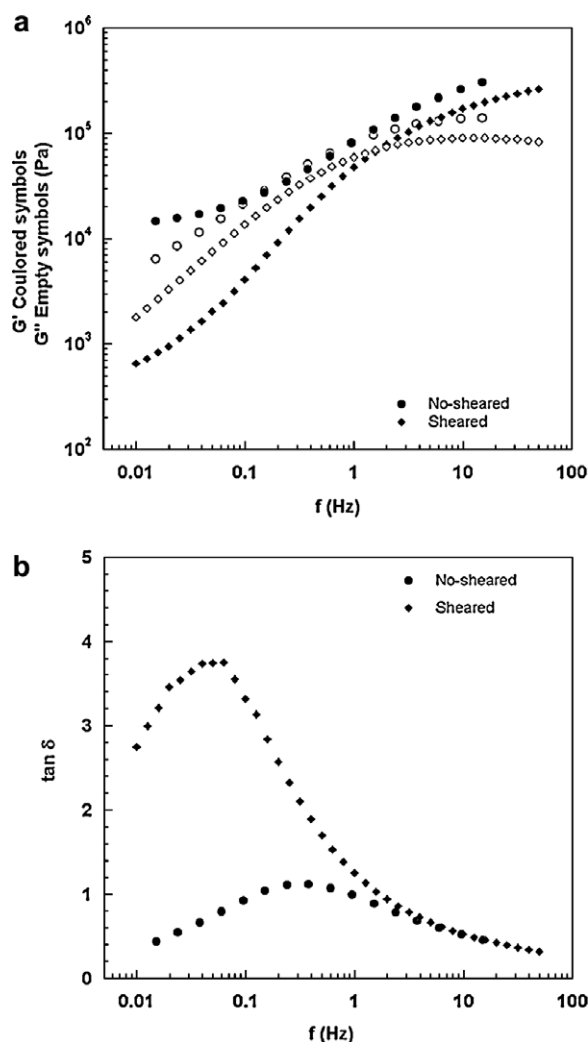 a
10^6
10^5
10^4
10^3
10^2
G' Coulored symbols
G'' Empty symbols (Pa)
No-sheared
Sheared
0.01 0.1 1 10 100
f (Hz)
b
5
4
3
2
1
0
tan δ
No-sheared
Sheared
0.01 0.1 1 10 100
f (Hz)